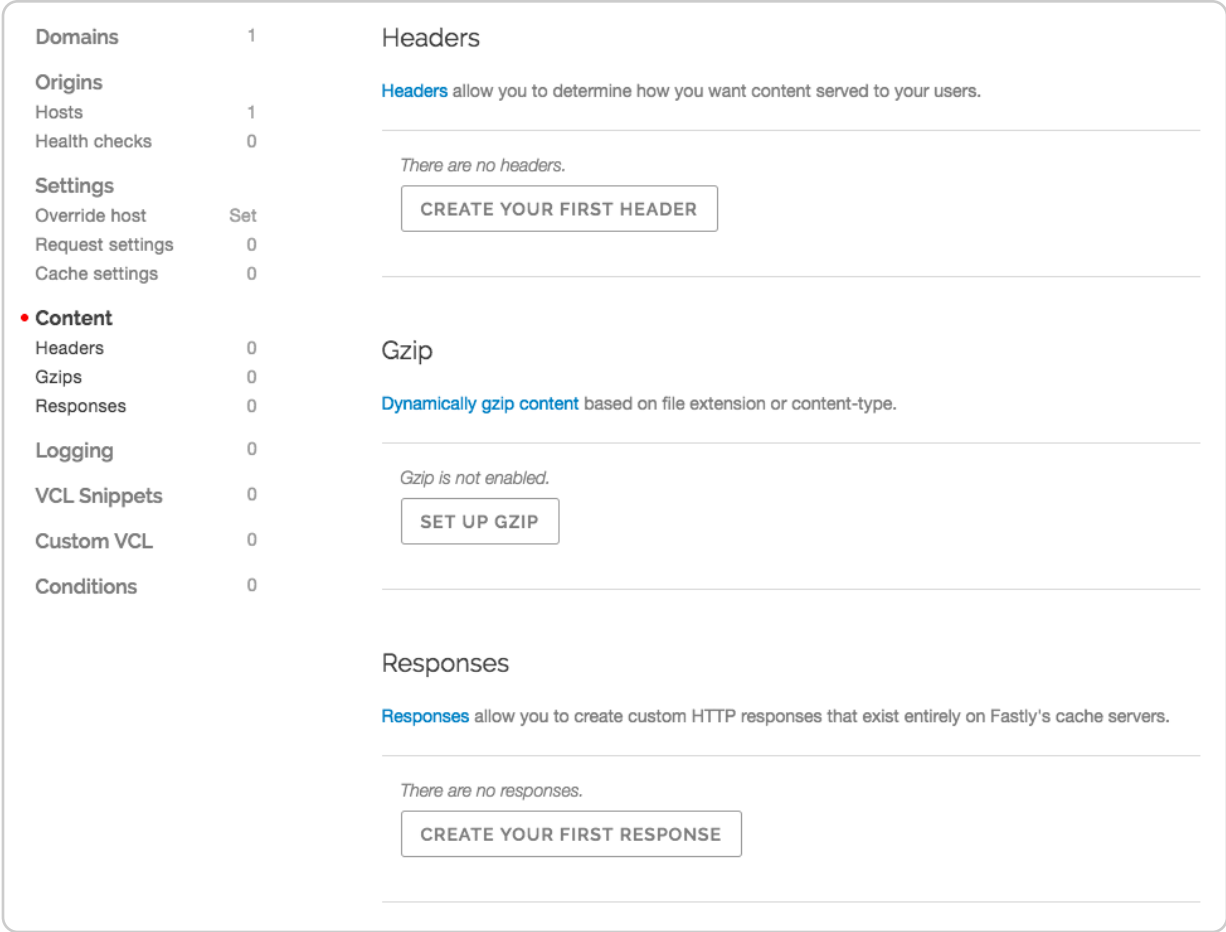 Domains 1
Origins
Hosts 1
Health checks 0
Settings
Override host Set
Request settings 0
Cache settings 0
Content
Headers 0
Gzips 0
Responses 0
Logging 0
VCL Snippets 0
Custom VCL 0
Conditions 0
Headers
Headers allow you to determine how you want content served to your users.
There are no headers.
CREATE YOUR FIRST HEADER
Gzip
Dynamically gzip content based on file extension or content-type.
Gzip is not enabled.
SET UP GZIP
Responses
Responses allow you to create custom HTTP responses that exist entirely on Fastly's cache servers.
There are no responses.
CREATE YOUR FIRST RESPONSE